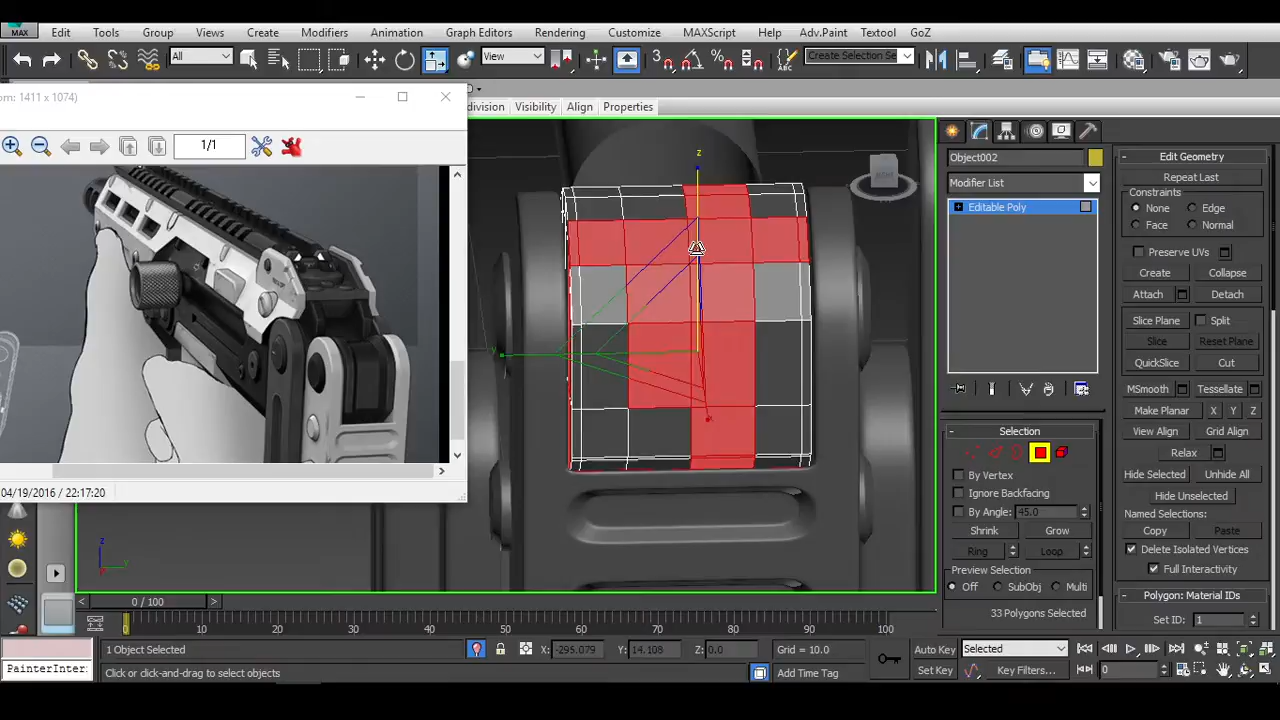 MAX Edit Tools Group Views Create Modifiers Animation Graph Editors Rendering Customize MAXScript Help Adv.Paint Textool GoZ
All View 3 Create Selection Se
om: 1411 x 1074)
division Visibility Align Properties
1/1
Object002
Modifier List
Editable Poly
Edit Geometry
Repeat Last
Constraints
None Edge
Face Normal
Preserve UVs
Create Collapse
Attach Detach
Slice Plane Split
Slice Reset Plane
QuickSlice Cut
MSmooth Tessellate
Make Planar X Y Z
View Align Grid Align
Relax
Hide Selected Unhide All
Hide Unselected
Named Selections:
Copy Paste
Delete Isolated Vertices
Full Interactivity
Polygon: Material IDs
Set ID: 1
Selection
By Vertex
Ignore Backfacing
By Angle: 45.0
Shrink Grow
Ring Loop
Preview Selection
Off SubObj Multi
33 Polygons Selected
z
z
y
04/19/2016 / 22:17:20
0 / 100
0 10 20 30 40 50 60 70 75 80 90 100
1 Object Selected X: -295.079 Y: 14.108 Z: 0.0 Grid = 10.0 Auto Key Selected
PainterInter Click or click-and-drag to select objects Add Time Tag Set Key Key Filters... 0